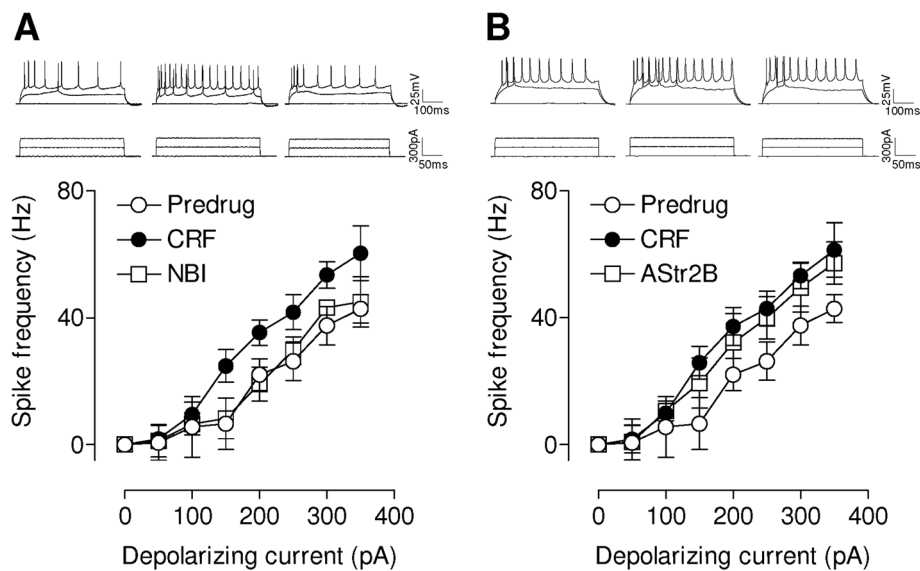 A
B
25mV
100ms
300pA
50ms
25mV
100ms
300pA
50ms
Spike frequency (Hz)
80
40
0
Predrug
CRF
NBI
0 100 200 300 400
Depolarizing current (pA)
Spike frequency (Hz)
80
40
0
Predrug
CRF
AStr2B
0 100 200 300 400
Depolarizing current (pA)